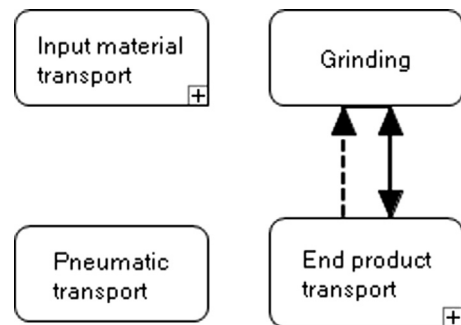 Input material
transport
Grinding
Pneumatic
transport
End product
transport